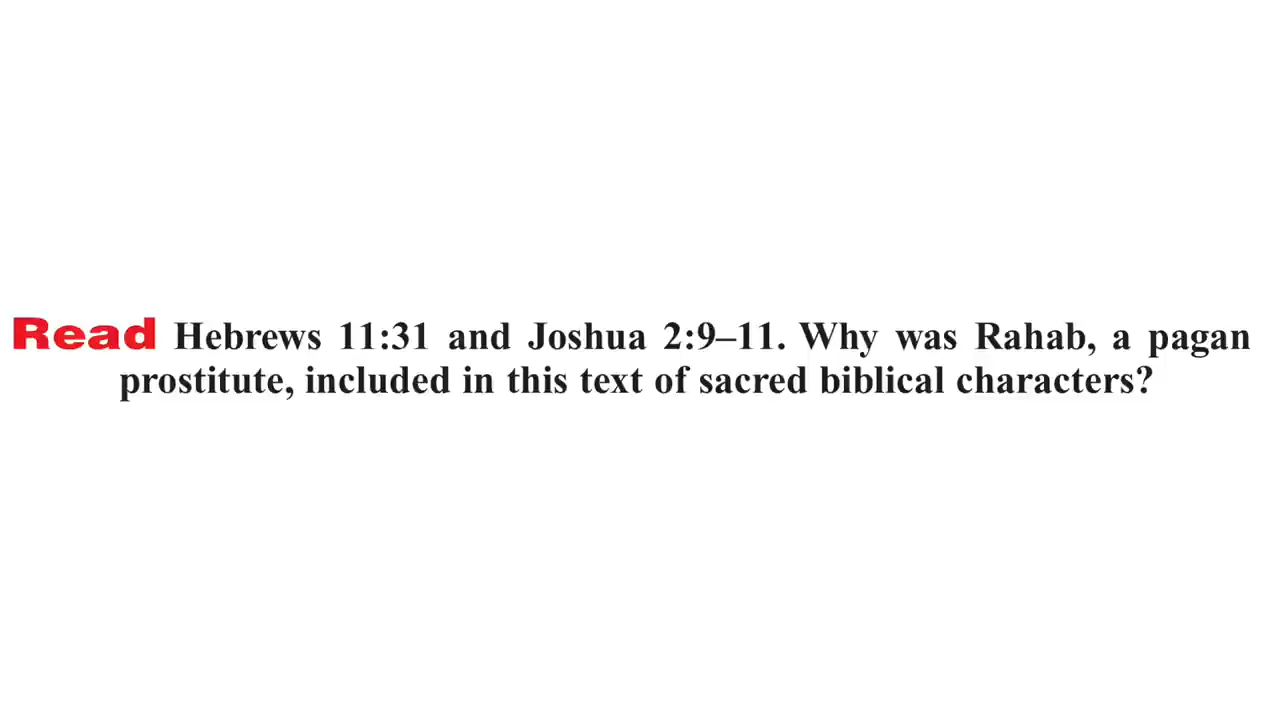 Read Hebrews 11:31 and Joshua 2:9–11. Why was Rahab, a pagan
prostitute, included in this text of sacred biblical characters?